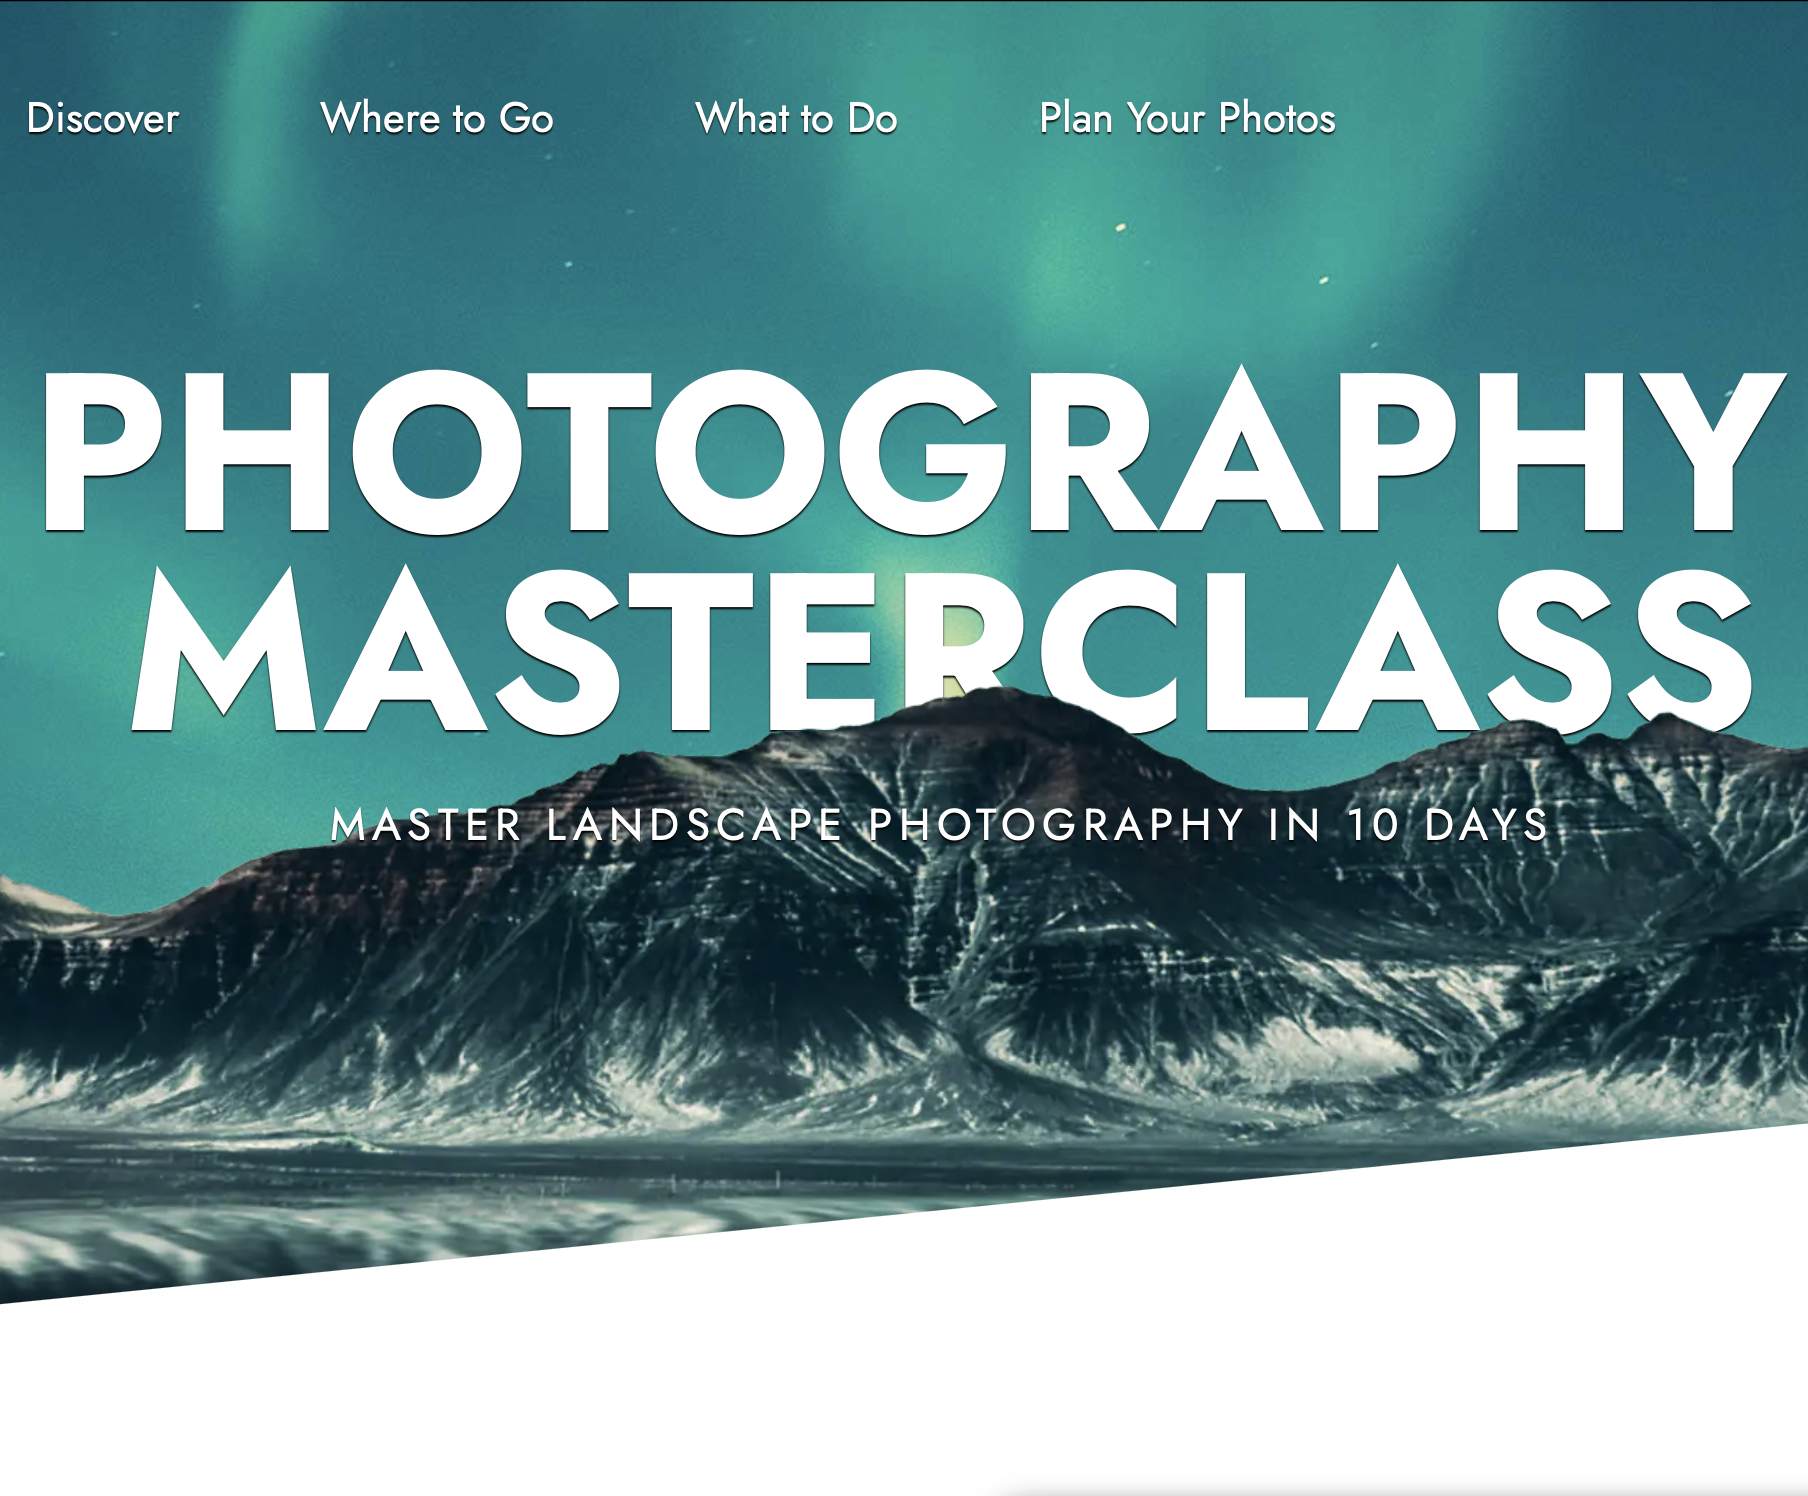 Discover Where to Go What to Do Plan Your Photos
PHOTOGRAPHY
MASTERCLASS
MASTER LANDSCAPE PHOTOGRAPHY IN 10 DAYS